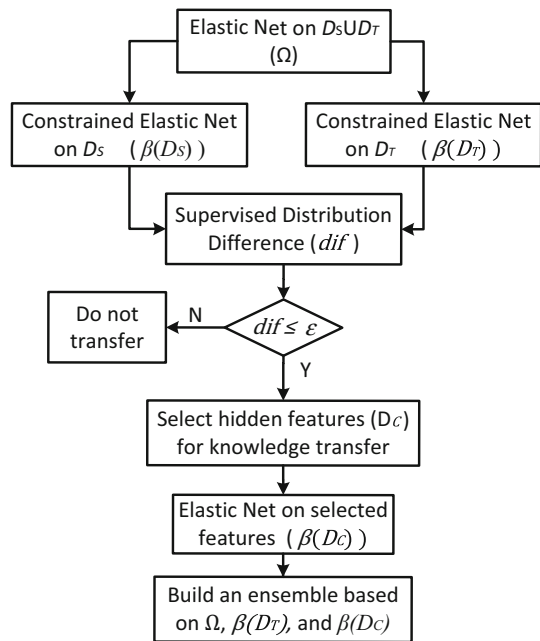 Elastic Net on DsUDT
(Ω)
Constrained Elastic Net
on Ds (β(Ds))
Constrained Elastic Net
on DT (β(DT))
Supervised Distribution
Difference (dif)
Do not
transfer
N
dif ≤ ε
Y
Select hidden features (Dc)
for knowledge transfer
Elastic Net on selected
features (β(Dc))
Build an ensemble based
on Ω, β(DT), and β(Dc)